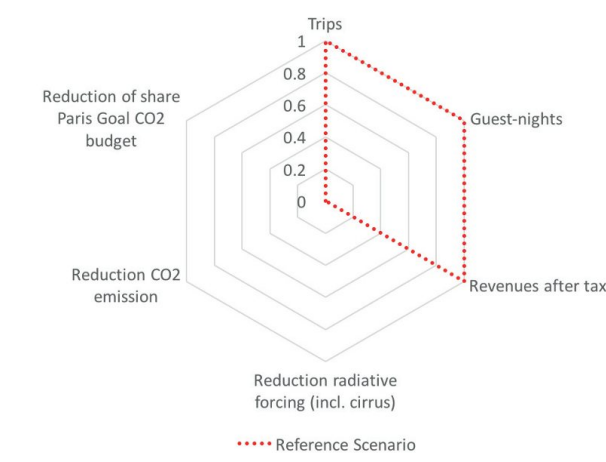 Trips
1
0.8
0.6
0.4
0.2
0
Reduction of share
Paris Goal CO2
budget
Guest-nights
Reduction CO2
emission
Revenues after tax
Reduction radiative
forcing (incl. cirrus)
Reference Scenario